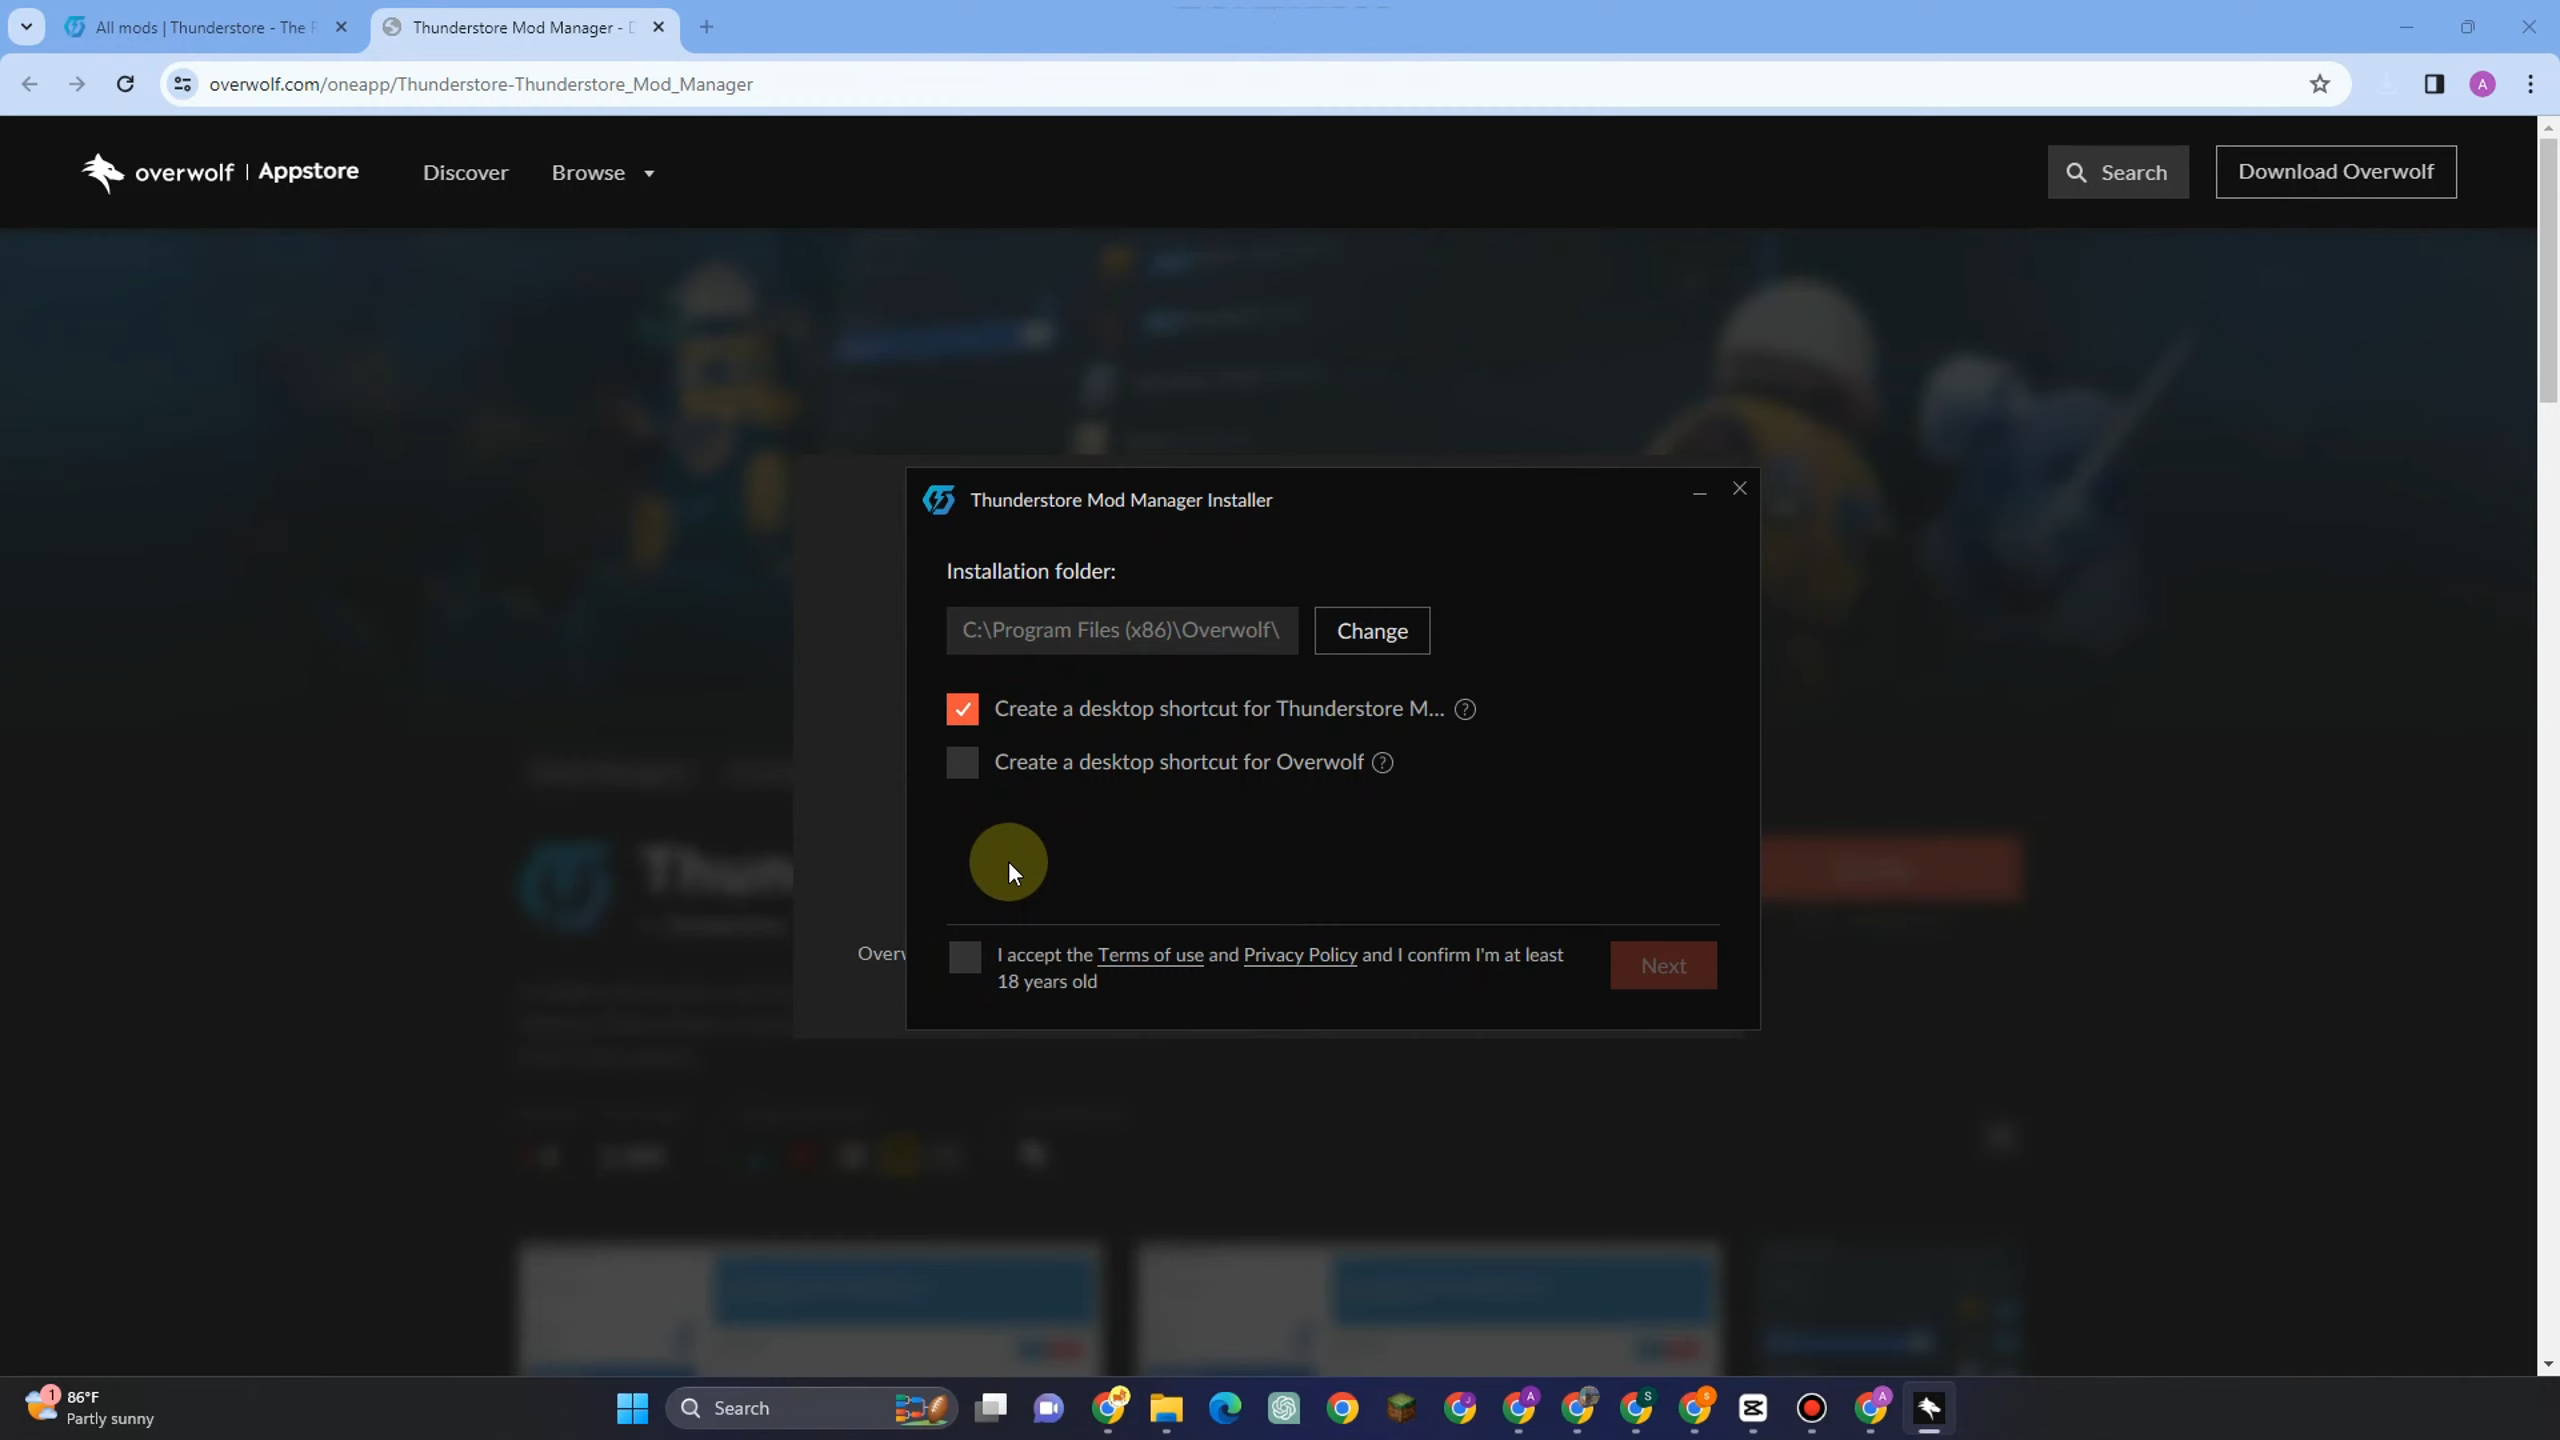 All mods | Thunderstore - The
Thunderstore Mod Manager -
overwolf.com/oneapp/Thunderstore-Thunderstore_Mod_Manager
A
overwolf | Appstore
Discover
Browse
Search
Download Overwolf
Thunderstore Mod Manager Installer
Installation folder:
C:\Program Files (x86)\Overwolf\
Change
Create a desktop shortcut for Thunderstore M... ?
Create a desktop shortcut for Overwolf ?
I accept the Terms of use and Privacy Policy and I confirm I'm at least
18 years old
Next
1
86°F
Partly sunny
Search